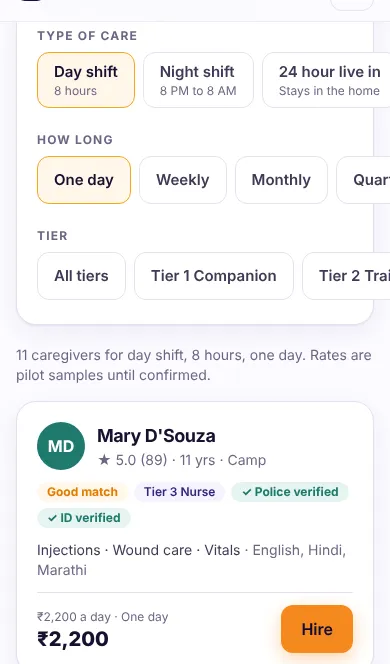 TYPE OF CARE
Day shift
8 hours
Night shift
8 PM to 8 AM
24 hour live in
Stays in the home
HOW LONG
One day
Weekly
Monthly
TIER
All tiers
Tier 1 Companion
Tier 2
11 caregivers for day shift, 8 hours, one day. Rates are
pilot samples until confirmed.
MD
Mary D'Souza
★ 5.0 (89) · 11 yrs · Camp
Good match
Tier 3 Nurse
✓ Police verified
✓ ID verified
Injections · Wound care · Vitals · English, Hindi,
Marathi
₹2,200 a day · One day
₹2,200
Hire